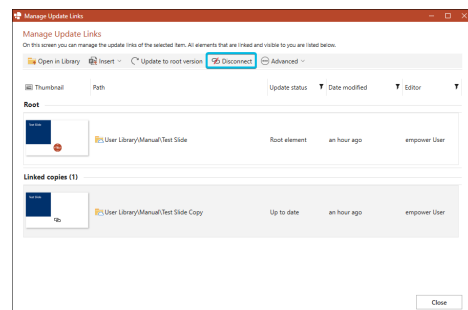 Manage Update Links
Manage Update Links
On this screen you can manage the update links of the selected item. All elements that are linked and visible to you are listed below.
Open in Library Insert Update to root version Disconnect Advanced
Thumbnail Path Update status Date modified Editor
Root
Test Slide
User Library\Manual\Test Slide Root element an hour ago empower User
Linked copies (1)
Test Slide
User Library\Manual\Test Slide Copy Up to date an hour ago empower User
Close